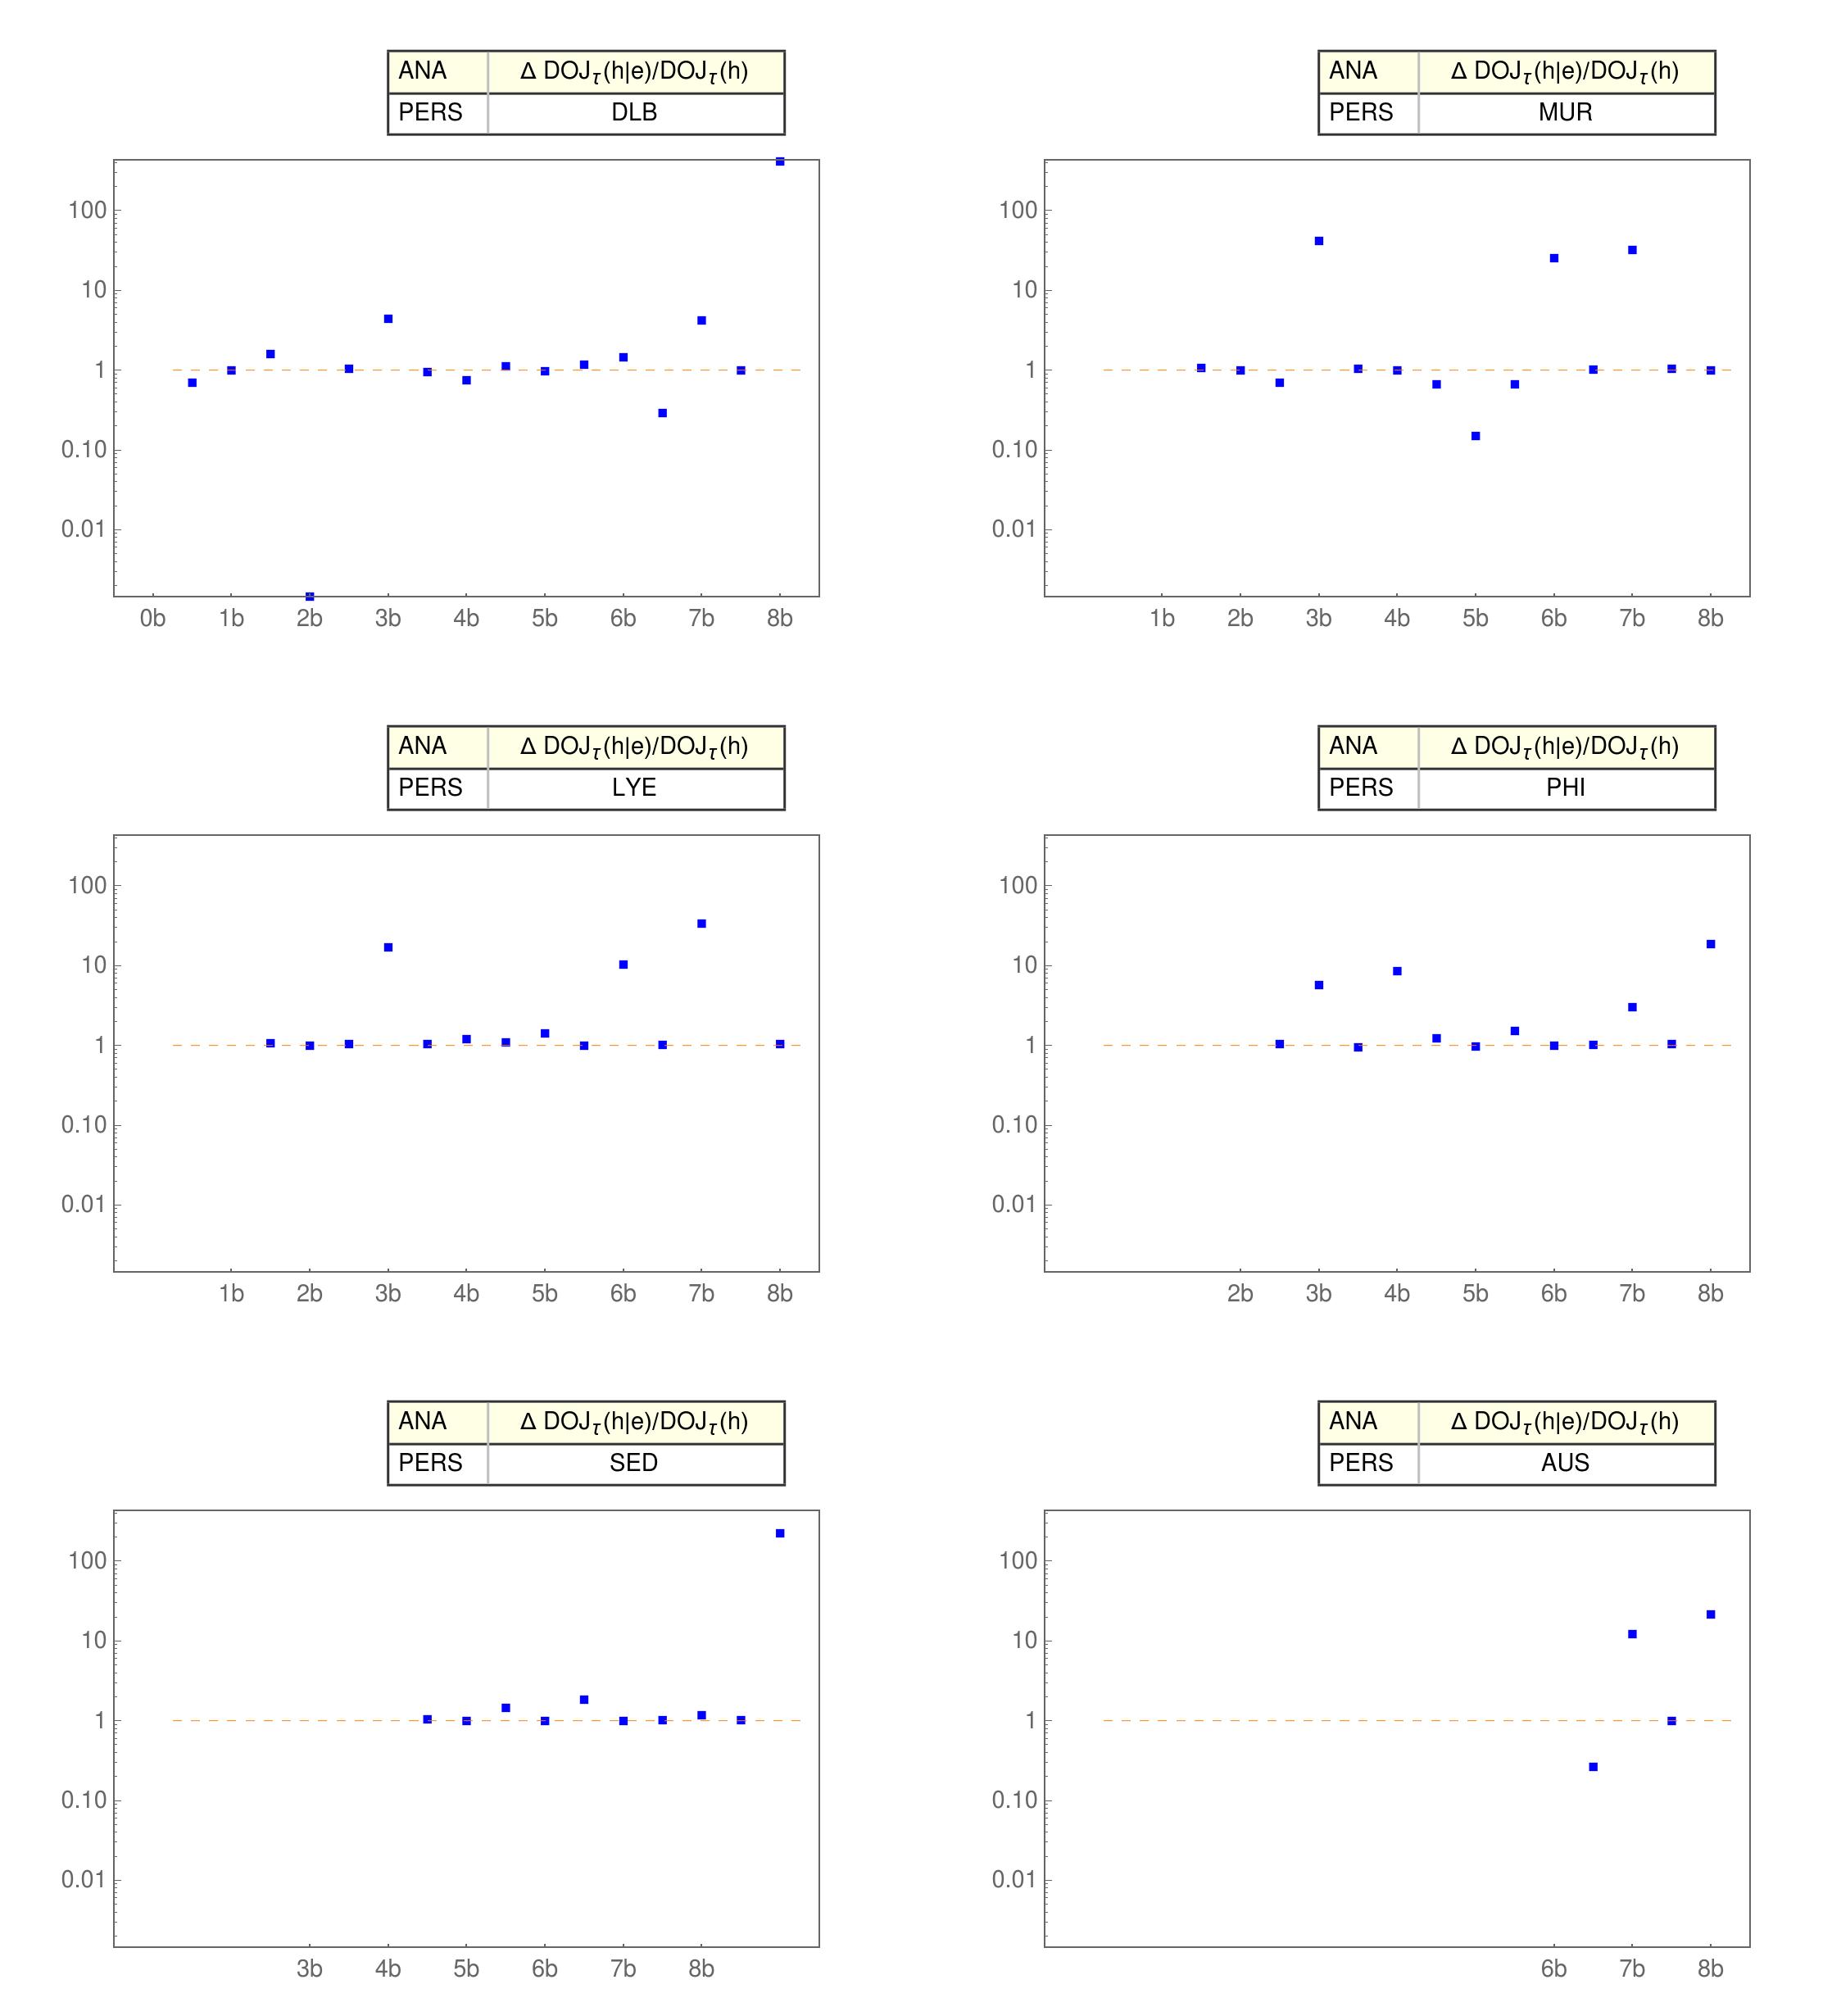 ANA Δ DOJτ(h|e)/DOJτ(h)
PERS DLB
100
10
1
0.10
0.01
0b 1b 2b 3b 4b 5b 6b 7b 8b
ANA Δ DOJτ(h|e)/DOJτ(h)
PERS MUR
100
10
1
0.10
0.01
1b 2b 3b 4b 5b 6b 7b 8b
ANA Δ DOJτ(h|e)/DOJτ(h)
PERS LYE
100
10
1
0.10
0.01
1b 2b 3b 4b 5b 6b 7b 8b
ANA Δ DOJτ(h|e)/DOJτ(h)
PERS PHI
100
10
1
0.10
0.01
2b 3b 4b 5b 6b 7b 8b
ANA Δ DOJτ(h|e)/DOJτ(h)
PERS SED
100
10
1
0.10
0.01
3b 4b 5b 6b 7b 8b
ANA Δ DOJτ(h|e)/DOJτ(h)
PERS AUS
100
10
1
0.10
0.01
6b 7b 8b